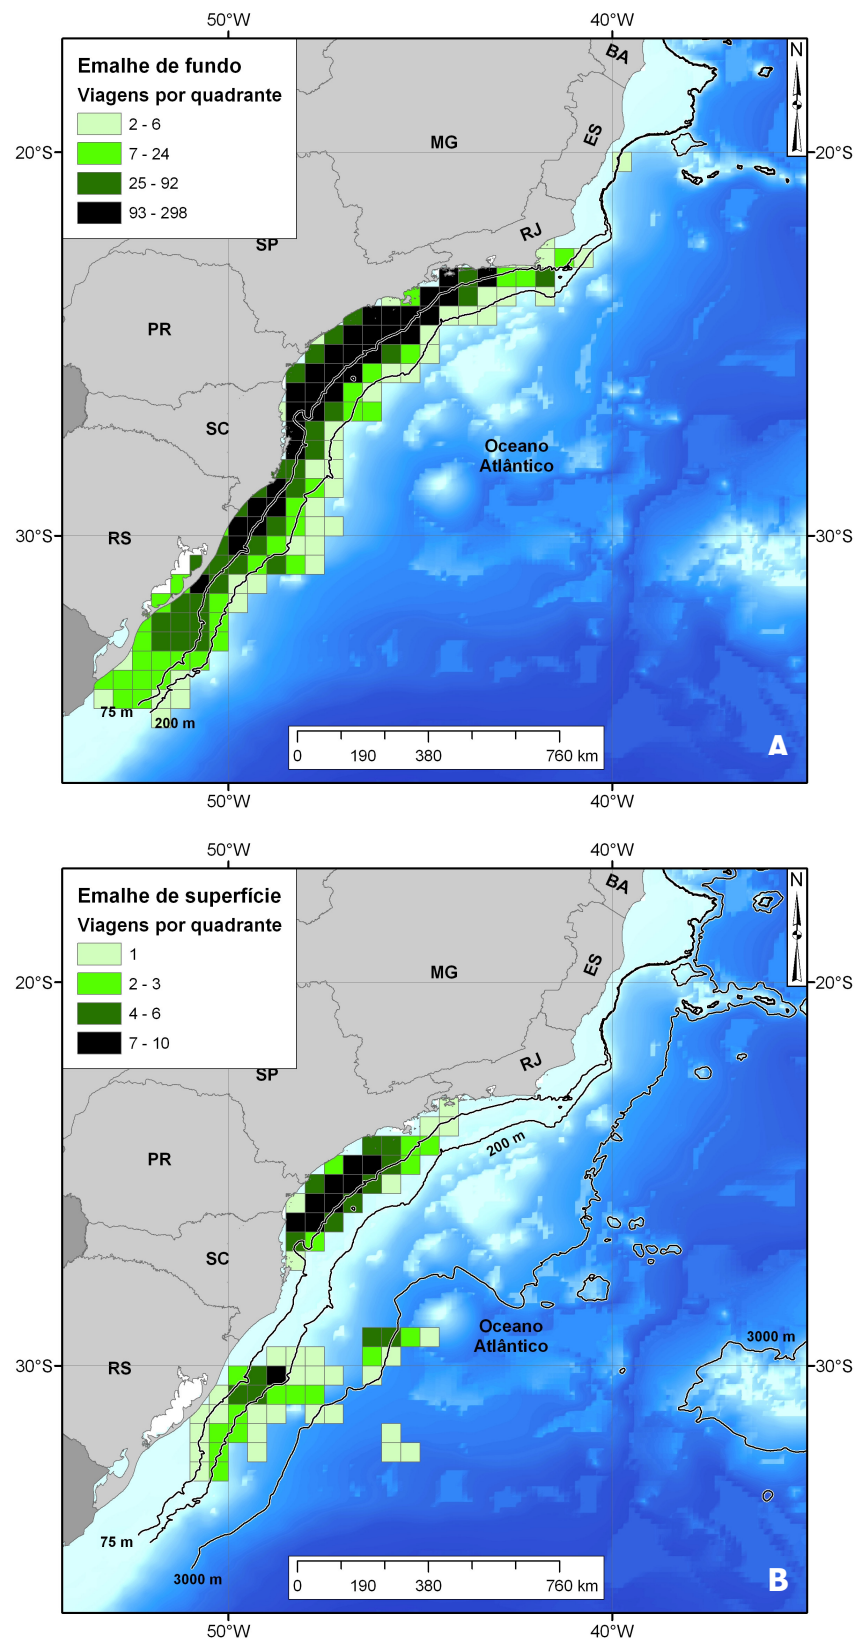 50°W 40°W
Emalhe de fundo
Viagens por quadrante
2 - 6
7 - 24
25 - 92
93 - 298
BA
N
ES
MG
20°S 20°S
RJ
SP
PR
SC
Oceano
Atlântico
RS
30°S 30°S
75 m
200 m
0 190 380 760 km
A
50°W 40°W
50°W 40°W
Emalhe de superfície
Viagens por quadrante
1
2 - 3
4 - 6
7 - 10
BA
N
ES
MG
20°S 20°S
RJ
SP
200 m
PR
SC
Oceano
Atlântico
3000 m
RS
30°S 30°S
75 m
3000 m
0 190 380 760 km
B
50°W 40°W